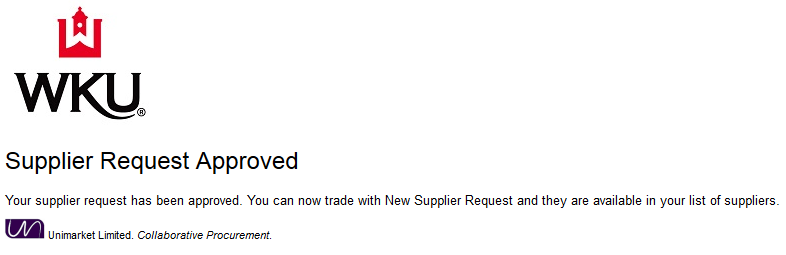 WKU®
Supplier Request Approved
Your supplier request has been approved. You can now trade with New Supplier Request and they are available in your list of suppliers.
UM Unimarket Limited. Collaborative Procurement.